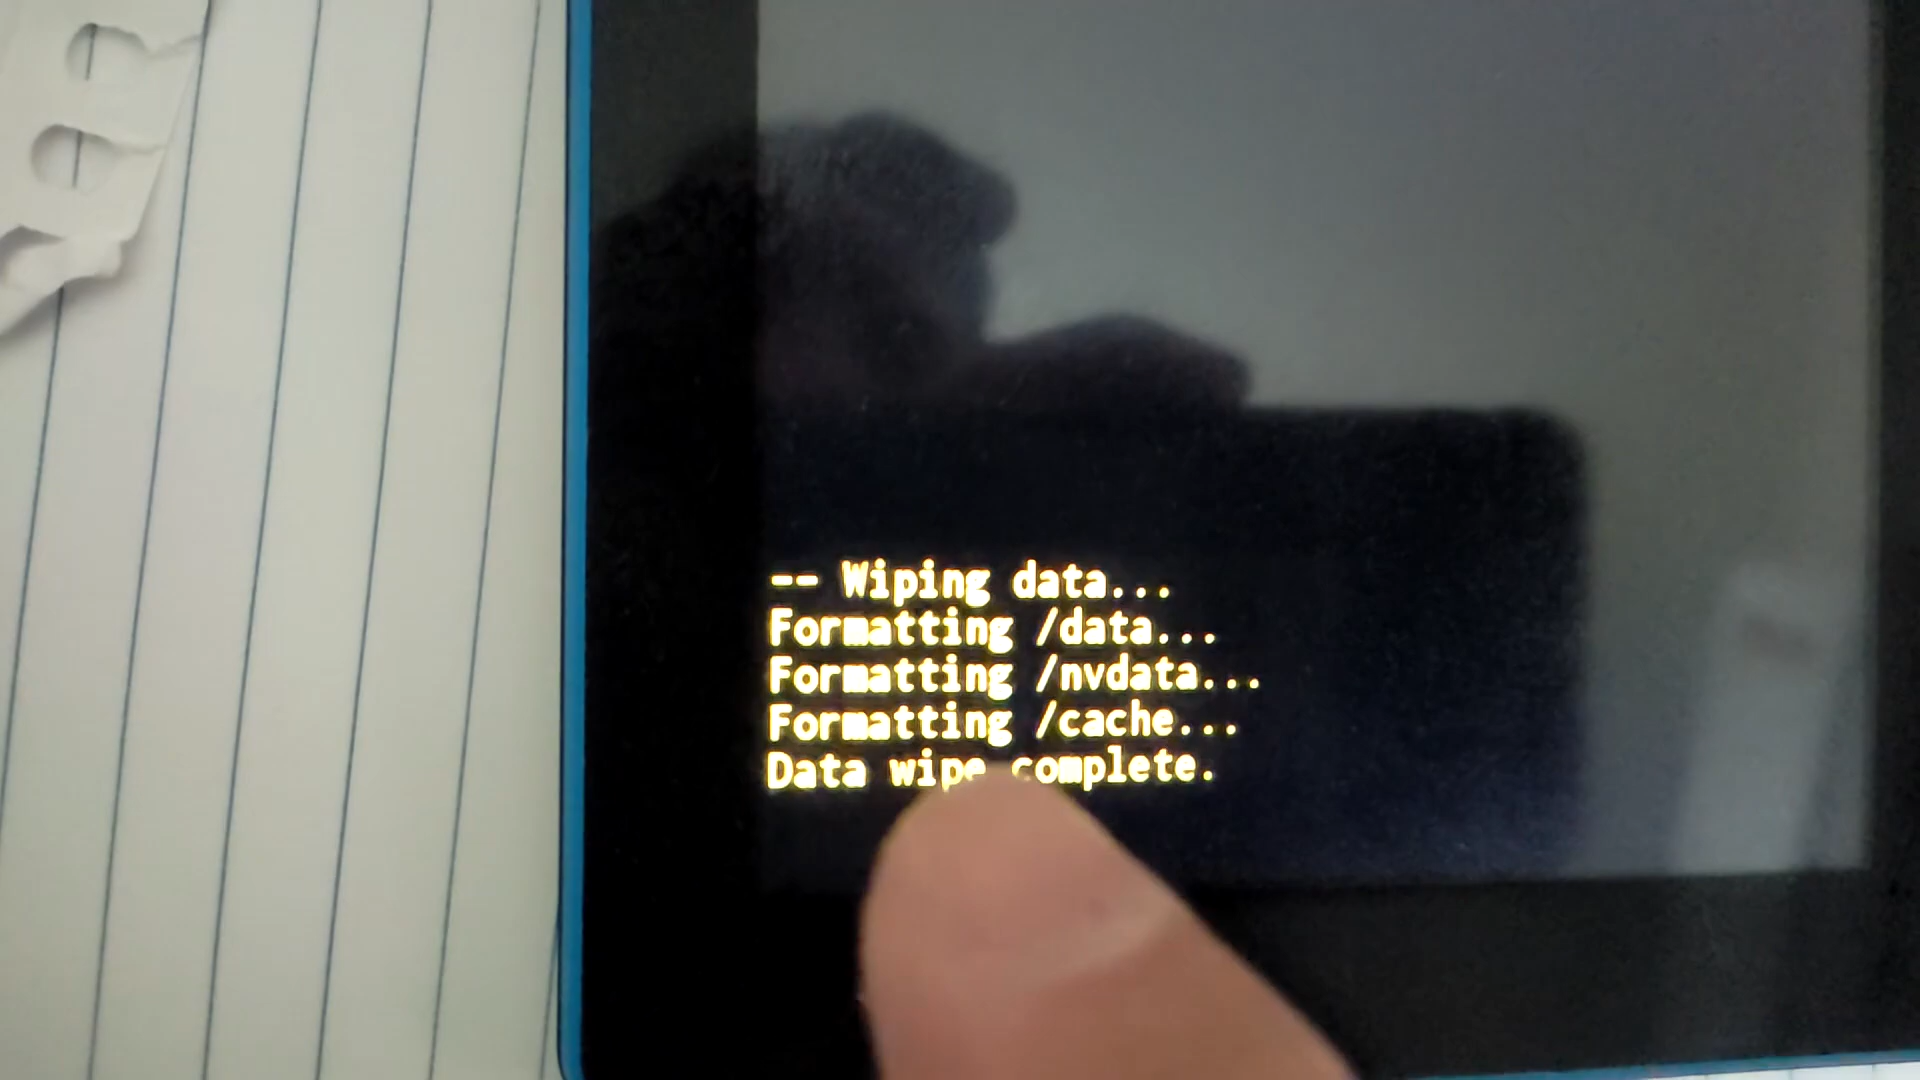 -- Wiping data...
Formatting /data...
Formatting /nvdata...
Formatting /cache...
Data wipe complete.